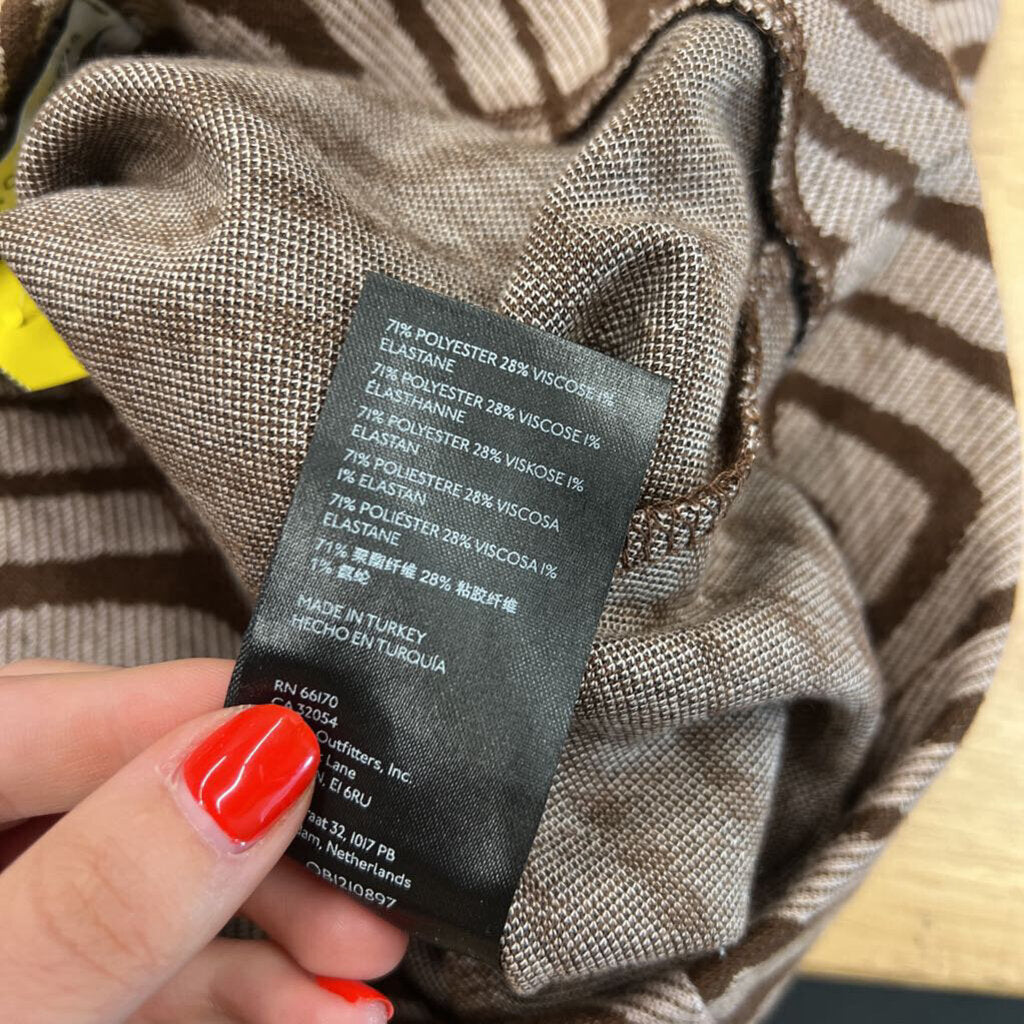 71% POLYESTER 28% VISCOSE 1%
ELASTANE
71% POLYESTER 28% VISCOSE 1%
ÉLASTHANNE
71% POLYESTER 28% VISKOSE 1%
ELASTAN
71% POLIESTERE 28% VISCOSA
1% ELASTAN
71% POLIÉSTER 28% VISCOSA 1%
ELASTANE
71% 聚酯纤维 28% 粘胶纤维
1% 氨纶
MADE IN TURKEY
HECHO EN TURQUÍA
RN 66170
CA 32054
Outfitters, Inc.
Lane
E1 6RU
32, 1017 PB
Netherlands
OB1210897